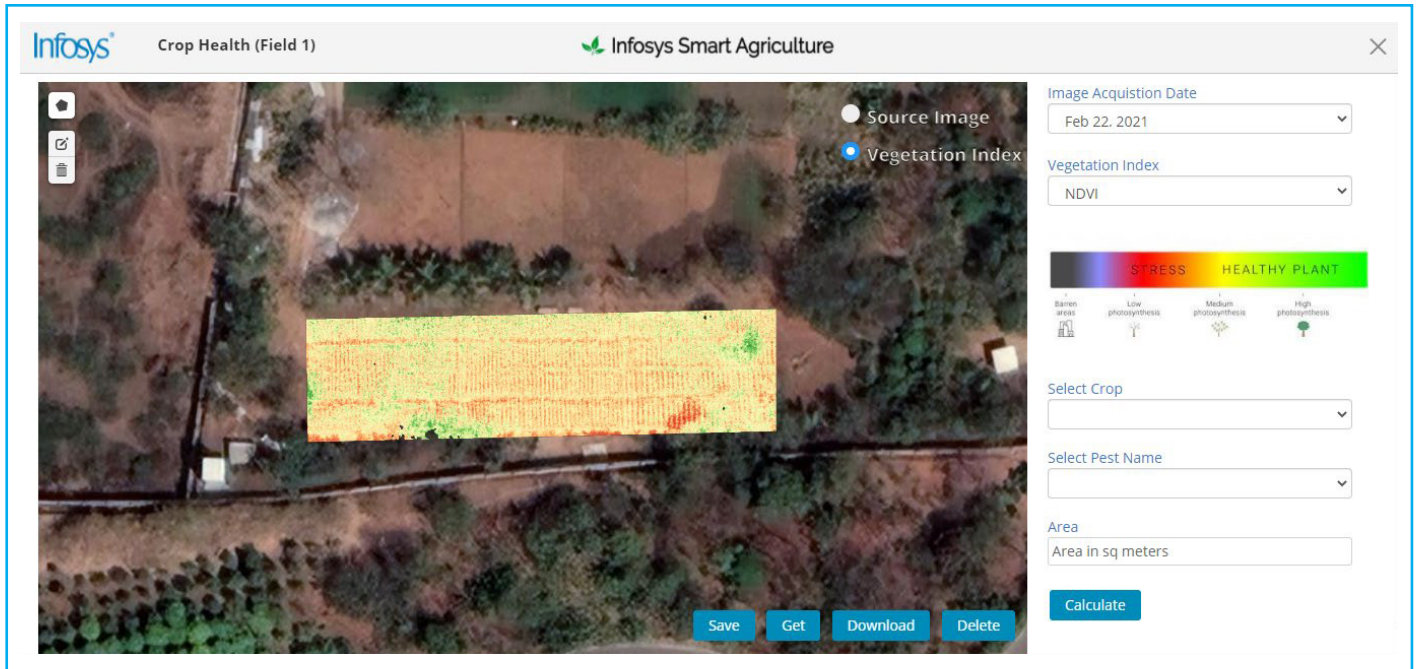 Infosys
Crop Health (Field 1)
Infosys Smart Agriculture
Source Image
Vegetation Index
Image Acquistion Date
Feb 22, 2021
Vegetation Index
NDVI
STRESS HEALTHY PLANT
Barren areas
Low photosynthesis
Medium photosynthesis
High photosynthesis
Select Crop
Select Pest Name
Area
Area in sq meters
Calculate
Save
Get
Download
Delete